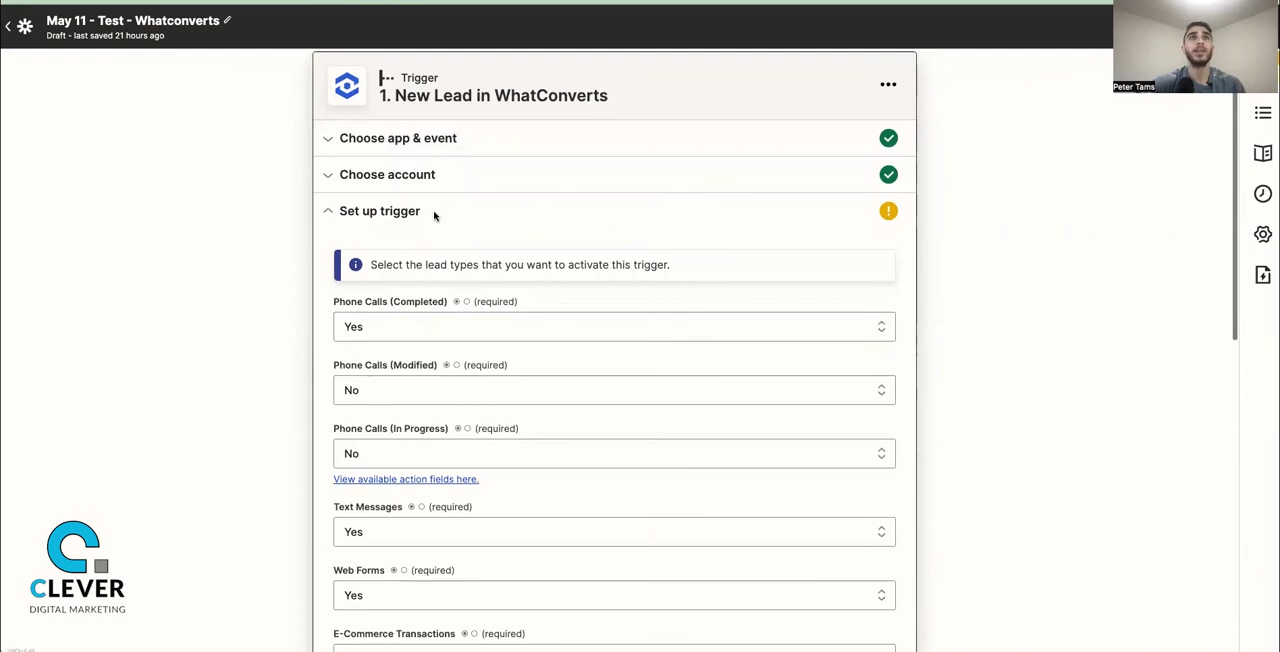 May 11 - Test - Whatconverts
Draft - last saved 21 hours ago
Peter Tams
Trigger
1. New Lead in WhatConverts
Choose app & event
Choose account
Set up trigger
Select the lead types that you want to activate this trigger.
Phone Calls (Completed) (required)
Yes
Phone Calls (Modified) (required)
No
Phone Calls (In Progress) (required)
No
View available action fields here.
Text Messages (required)
Yes
Web Forms (required)
Yes
E-Commerce Transactions (required)
CLEVER
DIGITAL MARKETING